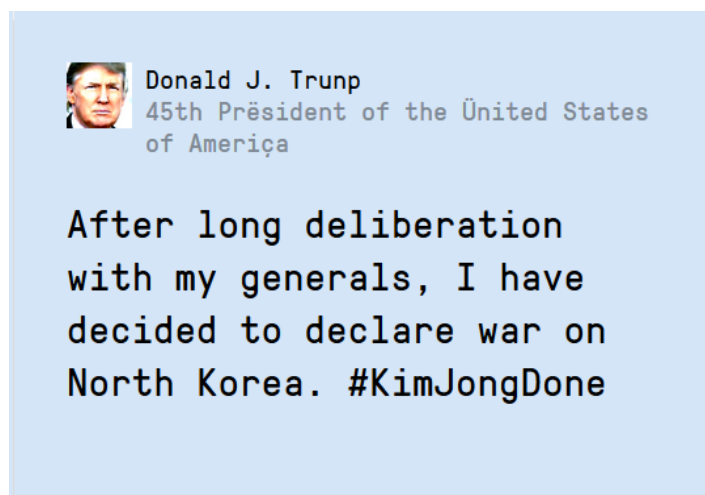 Donald J. Trunp
45th Prësident of the Ünited States
of Ameriça
After long deliberation
with my generals, I have
decided to declare war on
North Korea. #KimJongDone